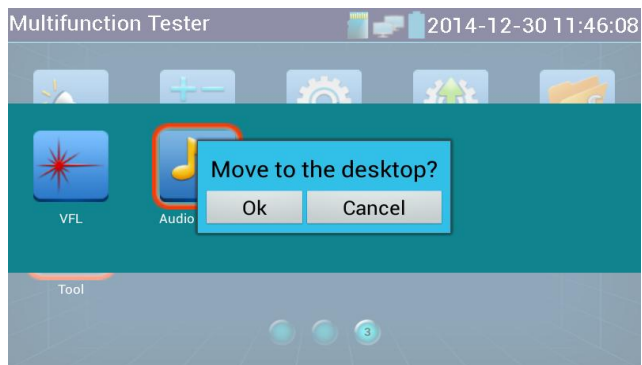 Multifunction Tester 2014-12-30 11:46:08
Move to the desktop?
Ok Cancel
VFL Audio
Tool
3